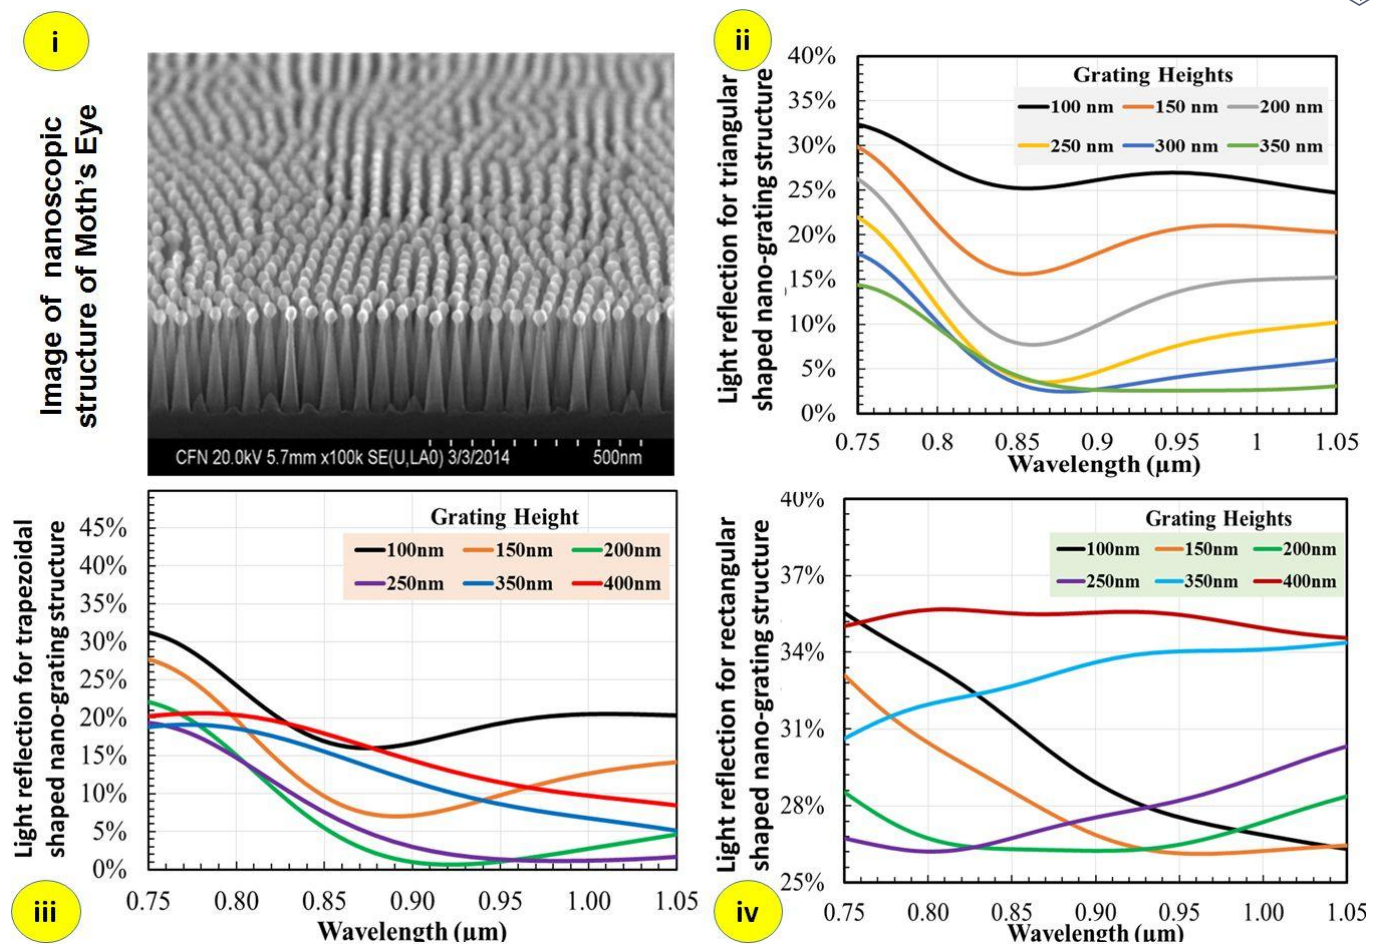 i
Image of nanoscopic
structure of Moth's Eye
CFN 20.0kV 5.7mm x100k SE(U,LA0) 3/3/2014
500nm
ii
Light reflection for triangular
shaped nano-grating structure
40%
35%
30%
25%
20%
15%
10%
5%
0%
Grating Heights
100 nm 150 nm 200 nm
250 nm 300 nm 350 nm
0.75 0.8 0.85 0.9 0.95 1 1.05
Wavelength (µm)
iii
Light reflection for trapezoidal
shaped nano-grating structure
45%
40%
35%
30%
25%
20%
15%
10%
5%
0%
Grating Height
100nm 150nm 200nm
250nm 350nm 400nm
0.75 0.80 0.85 0.90 0.95 1.00 1.05
Wavelength (µm)
iv
Light reflection for rectangular
shaped nano-grating structure
40%
37%
34%
31%
28%
25%
Grating Heights
100nm 150nm 200nm
250nm 350nm 400nm
0.75 0.80 0.85 0.90 0.95 1.00 1.05
Wavelength (µm)